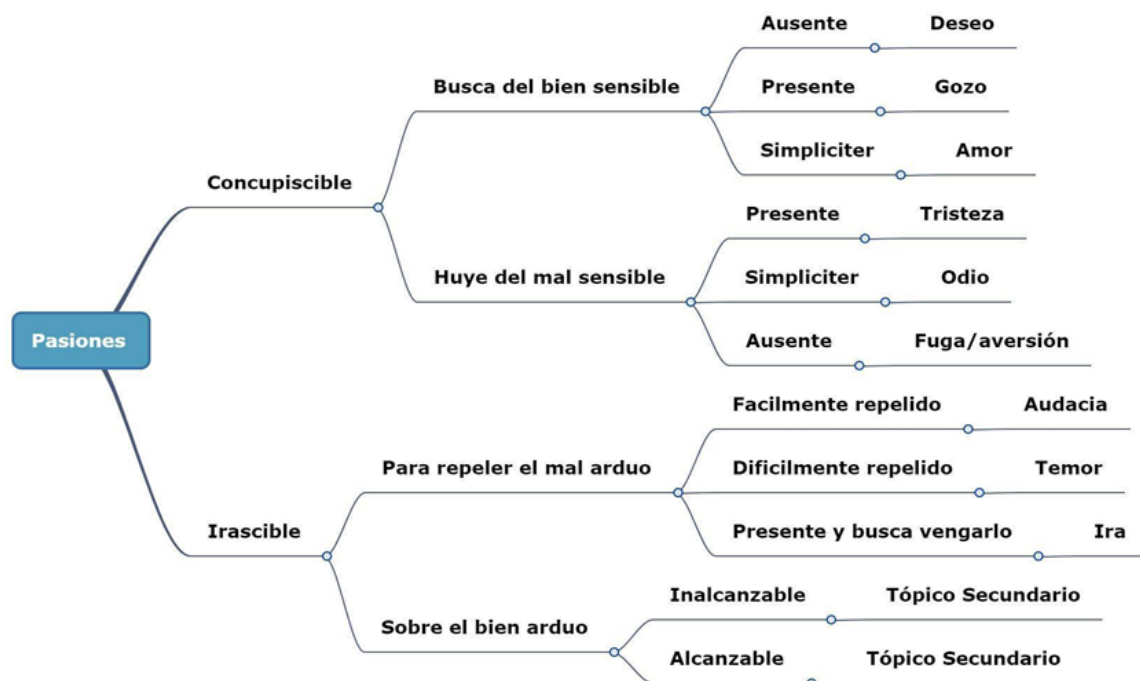 Ausente Deseo
Busca del bien sensible Presente Gozo
Simpliciter Amor
Concupiscible
Presente Tristeza
Huye del mal sensible Simpliciter Odio
Ausente Fuga/aversión
Pasiones
Facilmente repelido Audacia
Para repeler el mal arduo Dificilmente repelido Temor
Irascible Presente y busca vengarlo Ira
Inalcanzable Tópico Secundario
Sobre el bien arduo
Alcanzable Tópico Secundario